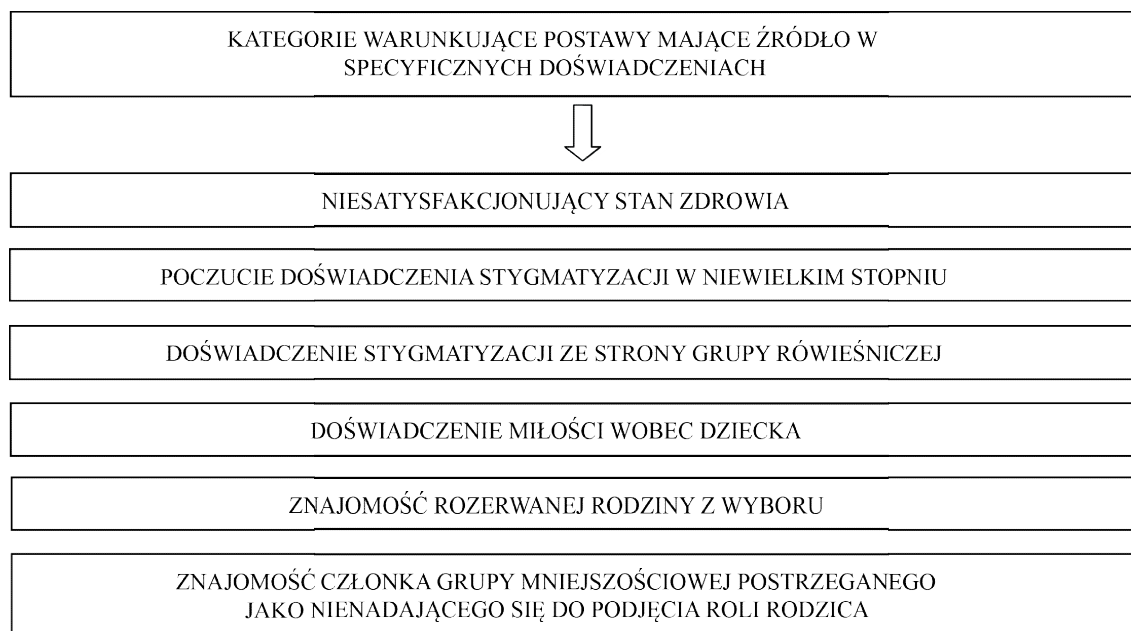 KATEGORIE WARUNKUJĄCE POSTAWY MAJĄCE ŹRÓDŁO W
SPECYFICZNYCH DOŚWIADCZENIACH
NIESATYSFAKCJONUJĄCY STAN ZDROWIA
POCZUCIE DOŚWIADCZENIA STYGMATYZACJI W NIEWIELKIM STOPNIU
DOŚWIADCZENIE STYGMATYZACJI ZE STRONY GRUPY RÓWIEŚNICZEJ
DOŚWIADCZENIE MIŁOŚCI WOBEC DZIECKA
ZNAJOMOŚĆ ROZERWANEJ RODZINY Z WYBORU
ZNAJOMOŚĆ CZŁONKA GRUPY MNIEJSZOŚCIOWEJ POSTRZEGANEGO
JAKO NIENADAJĄCEGO SIĘ DO PODJĘCIA ROLI RODZICA